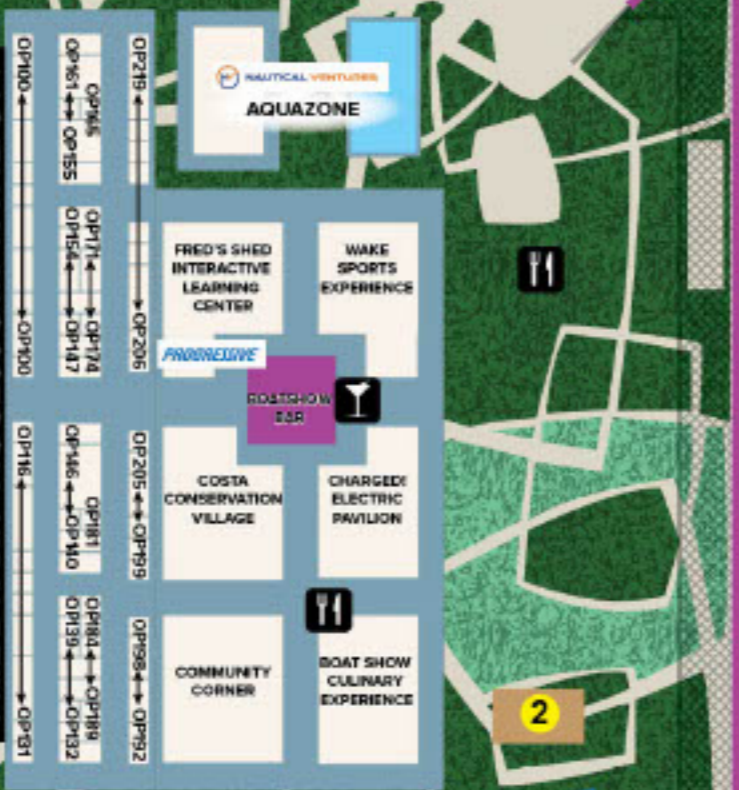 OP100
OP100
OP116
OP131
OP161
OP155
OP165
OP154
OP147
OP171
OP174
OP146
OP140
OP181
OP139
OP132
OP184
OP189
OP219
OP206
OP205
OP199
OP198
OP192
NAUTICAL VENTURES
AQUAZONE
FRED'S SHED
INTERACTIVE
LEARNING
CENTER
WAKE
SPORTS
EXPERIENCE
PROGRESSIVE
BOATSHOW
BAR
COSTA
CONSERVATION
VILLAGE
CHARGED!
ELECTRIC
PAVILION
COMMUNITY
CORNER
BOAT SHOW
CULINARY
EXPERIENCE
2